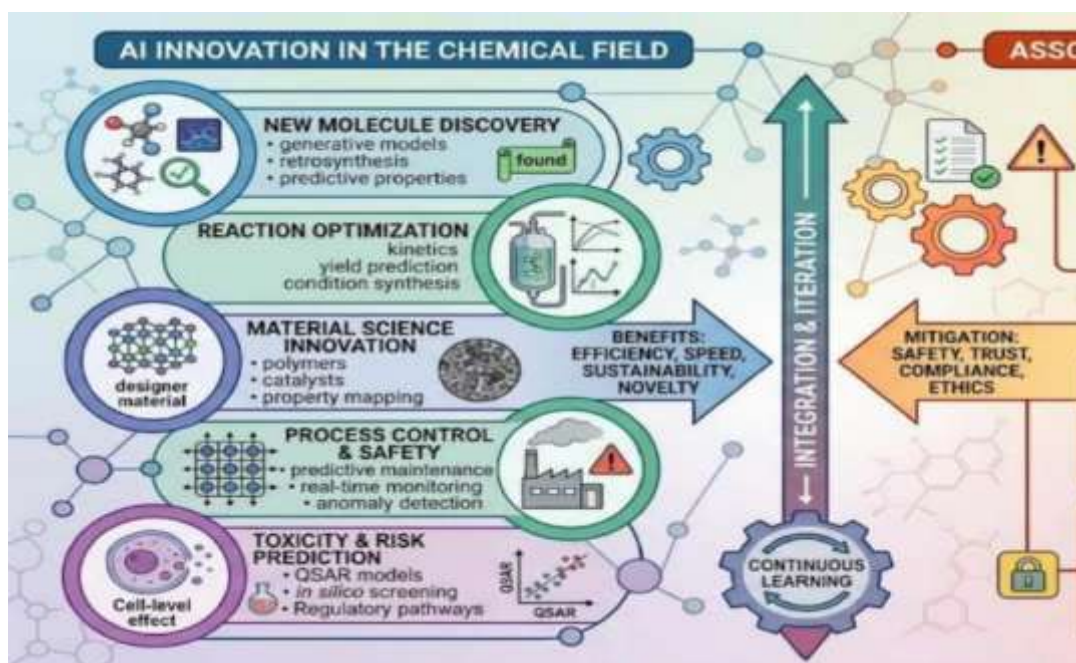 AI INNOVATION IN THE CHEMICAL FIELD
ASSO
NEW MOLECULE DISCOVERY
• generative models
• retrosynthesis
• predictive properties
found
REACTION OPTIMIZATION
kinetics
yield prediction
condition synthesis
MATERIAL SCIENCE
INNOVATION
• polymers
• catalysts
• property mapping
designer
material
BENEFITS:
EFFICIENCY, SPEED,
SUSTAINABILITY,
NOVELTY
INTEGRATION & ITERATION
MITIGATION:
SAFETY, TRUST,
COMPLIANCE,
ETHICS
PROCESS CONTROL
& SAFETY
• predictive maintenance
• real-time monitoring
• anomaly detection
TOXICITY & RISK
PREDICTION
• QSAR models
• in silico screening
• Regulatory pathways
Cell-level
effect
QSAR
QSAR
CONTINUOUS
LEARNING